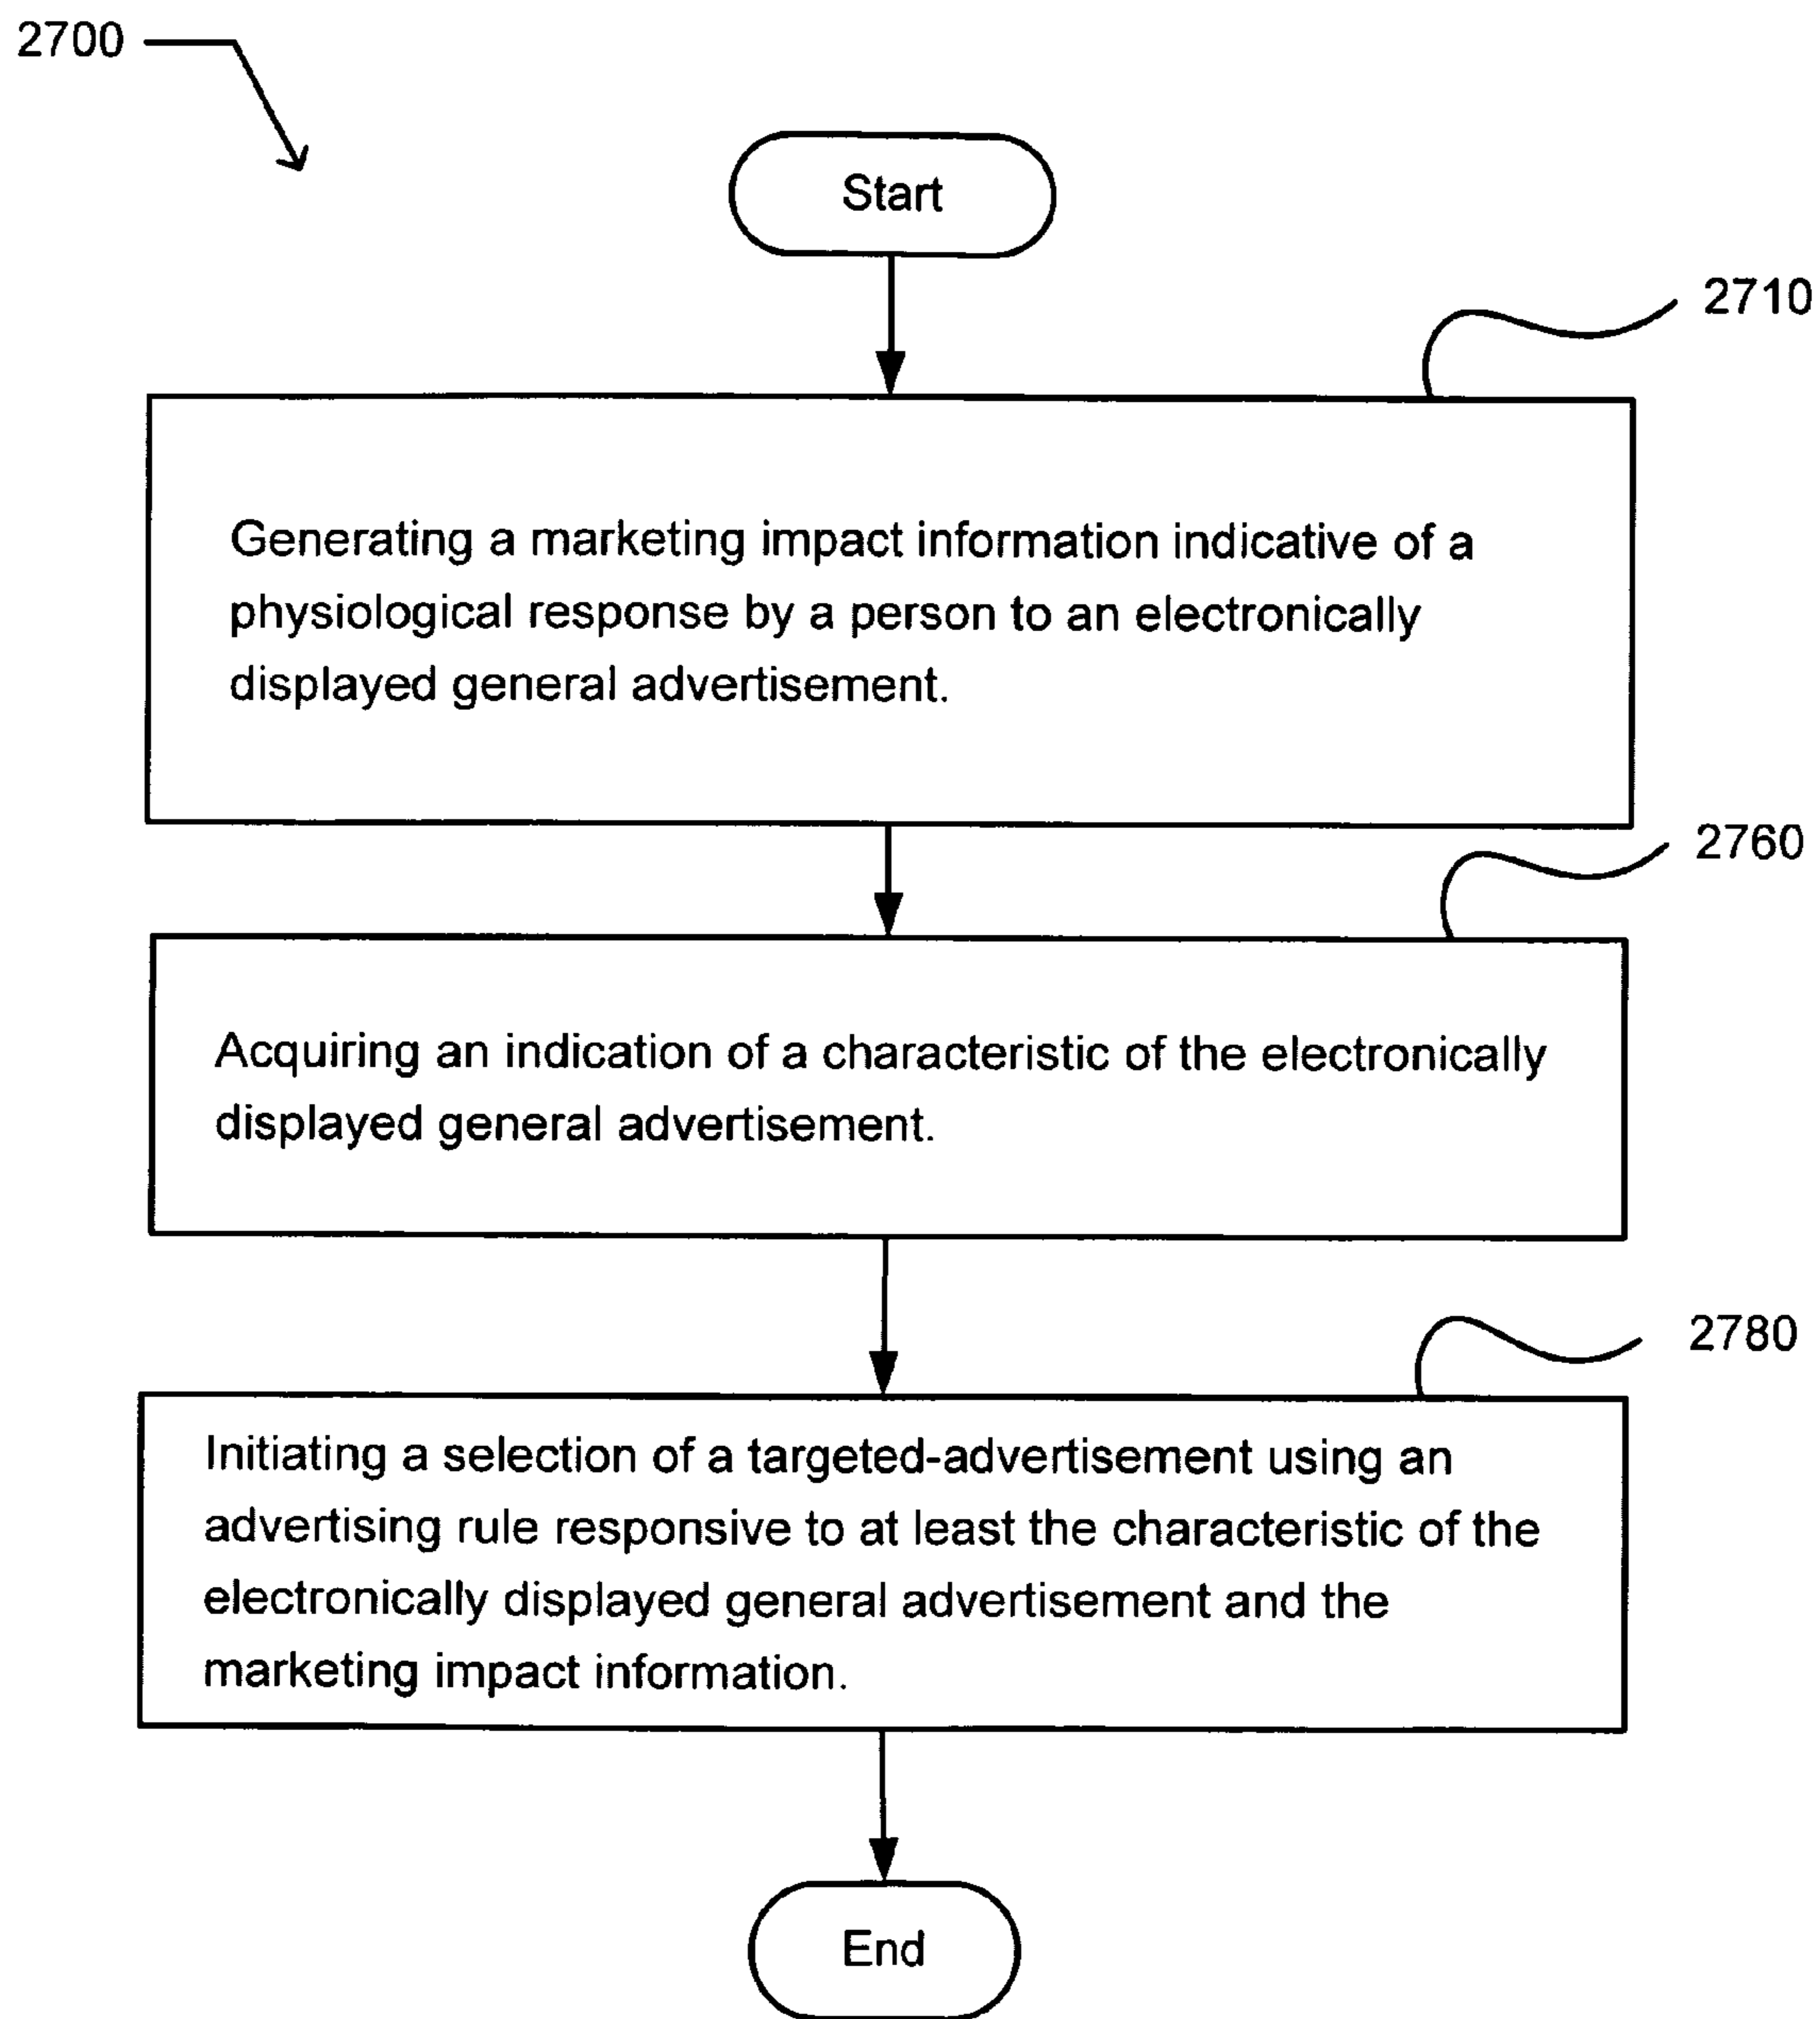 2700
Start
2710
Generating a marketing impact information indicative of a
physiological response by a person to an electronically
displayed general advertisement.
2760
Acquiring an indication of a characteristic of the electronically
displayed general advertisement.
2780
Initiating a selection of a targeted-advertisement using an
advertising rule responsive to at least the characteristic of the
electronically displayed general advertisement and the
marketing impact information.
End